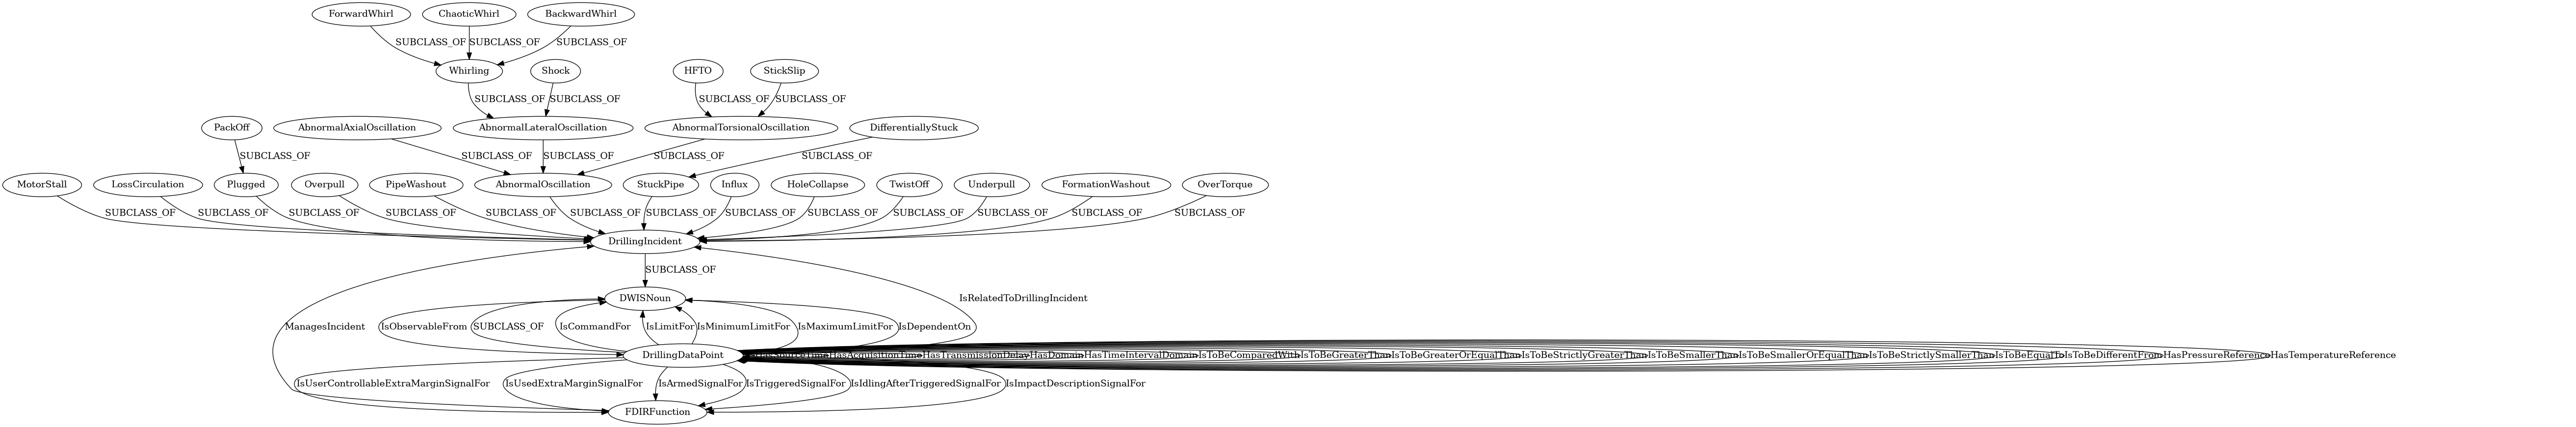 ForwardWhirl ChaoticWhirl BackwardWhirl
SUBCLASS_OF SUBCLASS_OF SUBCLASS_OF
Whirling Shock HFTO StickSlip
SUBCLASS_OF SUBCLASS_OF SUBCLASS_OF SUBCLASS_OF
PackOff AbnormalAxialOscillation AbnormalLateralOscillation AbnormalTorsionalOscillation DifferentiallyStuck
SUBCLASS_OF SUBCLASS_OF SUBCLASS_OF SUBCLASS_OF SUBCLASS_OF
MotorStall LossCirculation Plugged Overpull PipeWashout AbnormalOscillation StuckPipe Influx HoleCollapse TwistOff Underpull FormationWashout OverTorque
SUBCLASS_OF SUBCLASS_OF SUBCLASS_OF SUBCLASS_OF SUBCLASS_OF SUBCLASS_OF SUBCLASS_OF SUBCLASS_OF SUBCLASS_OF SUBCLASS_OF SUBCLASS_OF SUBCLASS_OF
DrillingIncident
SUBCLASS_OF
DWISNoun IsRelatedToDrillingIncident
ManagesIncident IsObservableFrom SUBCLASS_OF IsCommandFor IsLimitFor IsMinimumLimitFor IsMaximumLimitFor IsDependentOn
DrillingDataPoint HasAcquisitionTime HasTransmissionDelay HasDomain HasTimeIntervalDomain IsToBeComparedWith IsToBeGreaterThan IsToBeGreaterOrEqualThan IsToBeStrictlyGreaterThan IsToBeSmallerThan IsToBeSmallerOrEqualThan IsToBeStrictlySmallerThan IsToBeEqualTo IsToBeDifferentFrom HasPressureReference HasTemperatureReference
IsUserControllableExtraMarginSignalFor IsUsedExtraMarginSignalFor IsArmedSignalFor IsTriggeredSignalFor IsIdlingAfterTriggeredSignalFor IsImpactDescriptionSignalFor
FDIRFunction